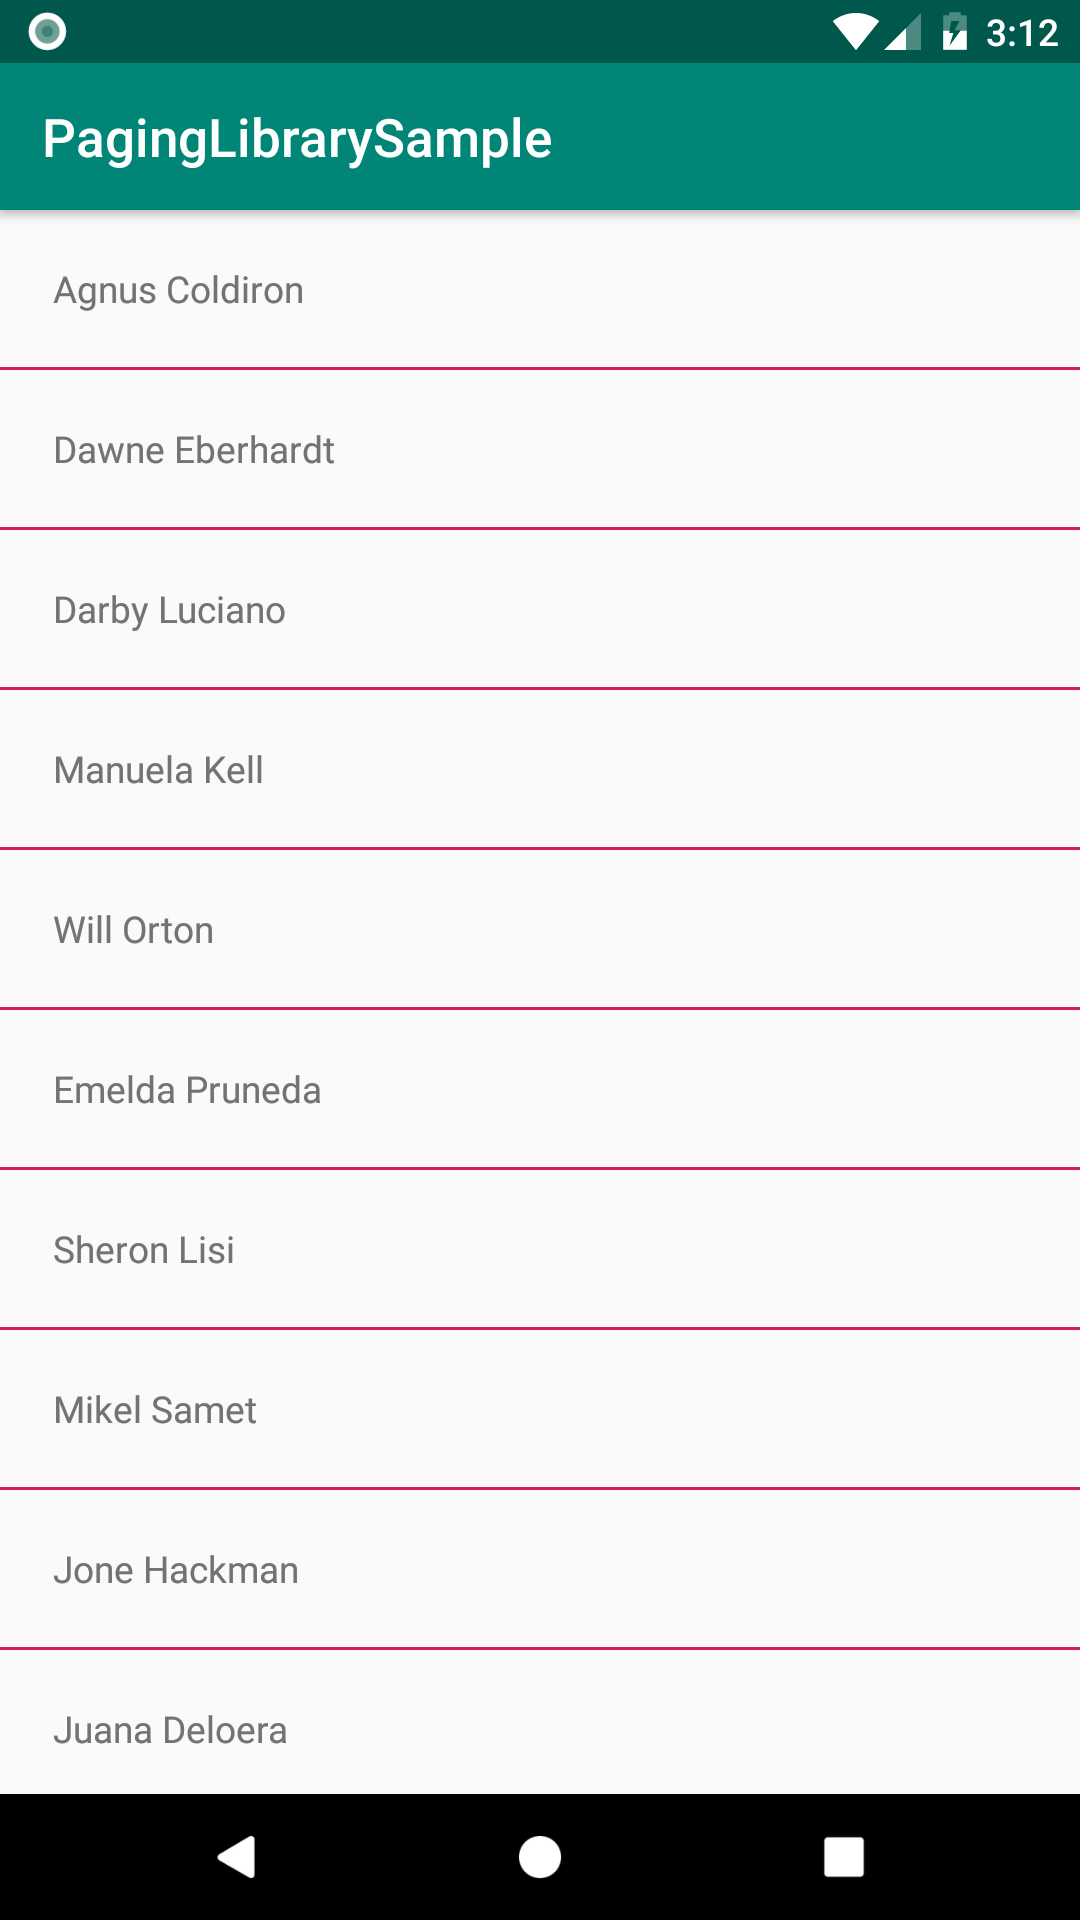 3:12
PagingLibrarySample
Agnus Coldiron
Dawne Eberhardt
Darby Luciano
Manuela Kell
Will Orton
Emelda Pruneda
Sheron Lisi
Mikel Samet
Jone Hackman
Juana Deloera